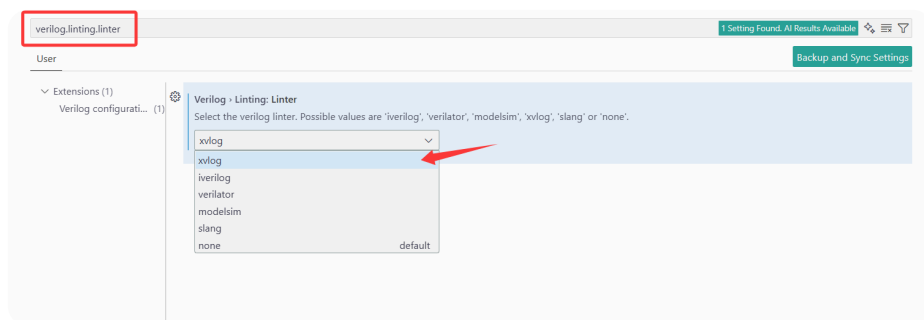 verilog.linting.linter
1 Setting Found. AI Results Available
User
Backup and Sync Settings
Extensions (1)
Verilog configurati... (1)
Verilog › Linting: Linter
Select the verilog linter. Possible values are 'iverilog', 'verilator', 'modelsim', 'xvlog', 'slang' or 'none'.
xvlog
xvlog
iverilog
verilator
modelsim
slang
none default